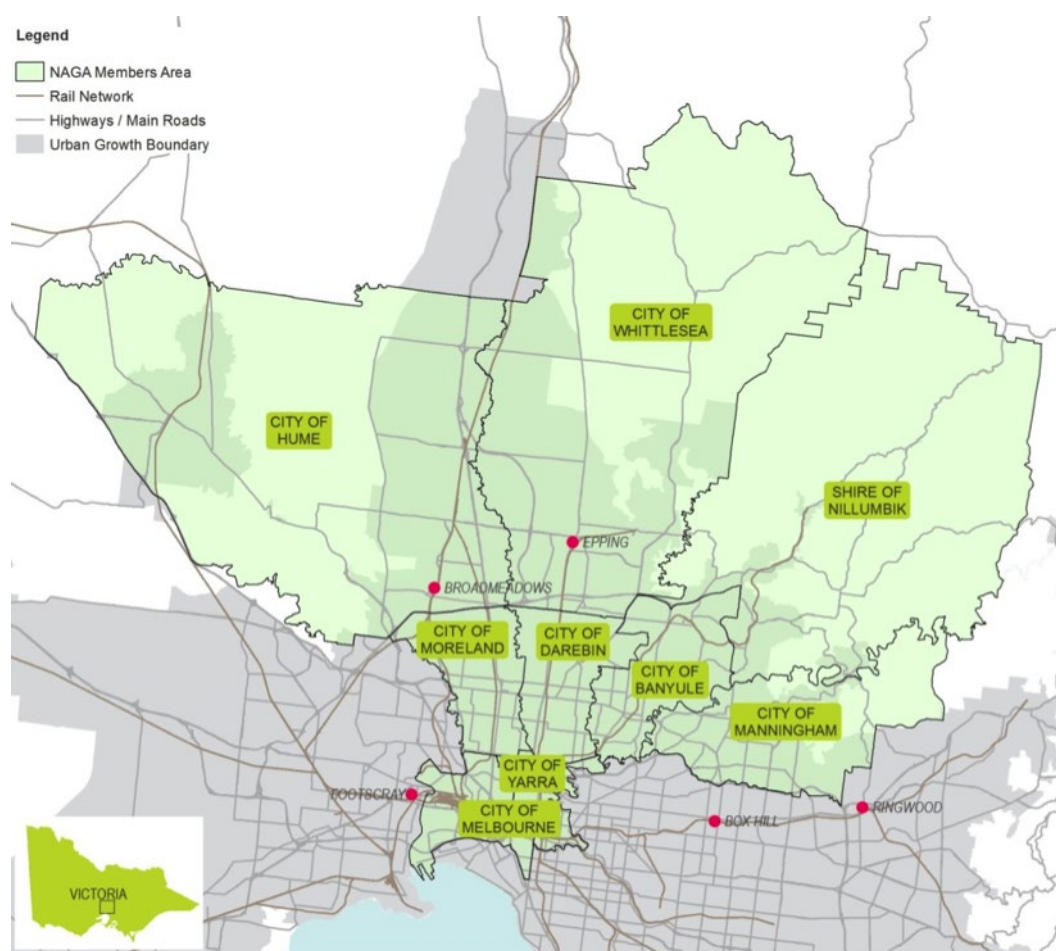 Legend
NAGA Members Area
Rail Network
Highways / Main Roads
Urban Growth Boundary
CITY OF
WHITTLESEA
CITY OF
HUME
SHIRE OF
NILLUMBIK
EPPING
BROADMEADOWS
CITY OF
MORELAND
CITY OF
DAREBIN
CITY OF
BANYULE
CITY OF
MANNINGHAM
CITY OF
YARRA
FOOTSCRAY
CITY OF
MELBOURNE
BOX HILL
RINGWOOD
VICTORIA